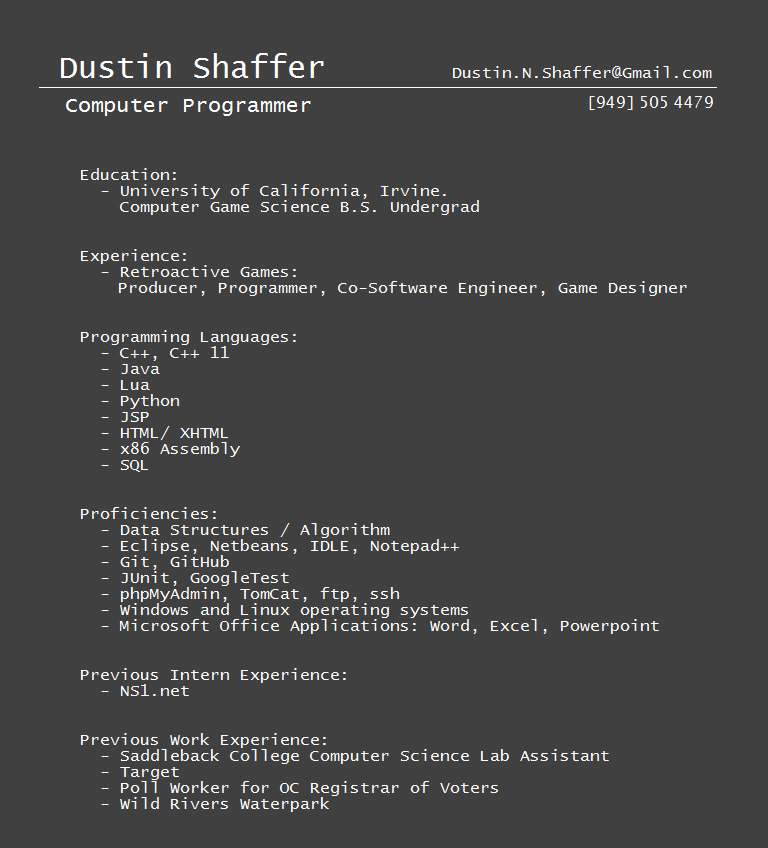 Dustin Shaffer
Dustin.N.Shaffer@Gmail.com
Computer Programmer
[949] 505 4479
Education:
- University of California, Irvine.
Computer Game Science B.S. Undergrad
Experience:
- Retroactive Games:
Producer, Programmer, Co-Software Engineer, Game Designer
Programming Languages:
- C++, C++ 11
- Java
- Lua
- Python
- JSP
- HTML/ XHTML
- x86 Assembly
- SQL
Proficiencies:
- Data Structures / Algorithm
- Eclipse, Netbeans, IDLE, Notepad++
- Git, GitHub
- JUnit, GoogleTest
- phpMyAdmin, TomCat, ftp, ssh
- Windows and Linux operating systems
- Microsoft Office Applications: Word, Excel, Powerpoint
Previous Intern Experience:
- NS1.net
Previous Work Experience:
- Saddleback College Computer Science Lab Assistant
- Target
- Poll Worker for OC Registrar of Voters
- Wild Rivers Waterpark